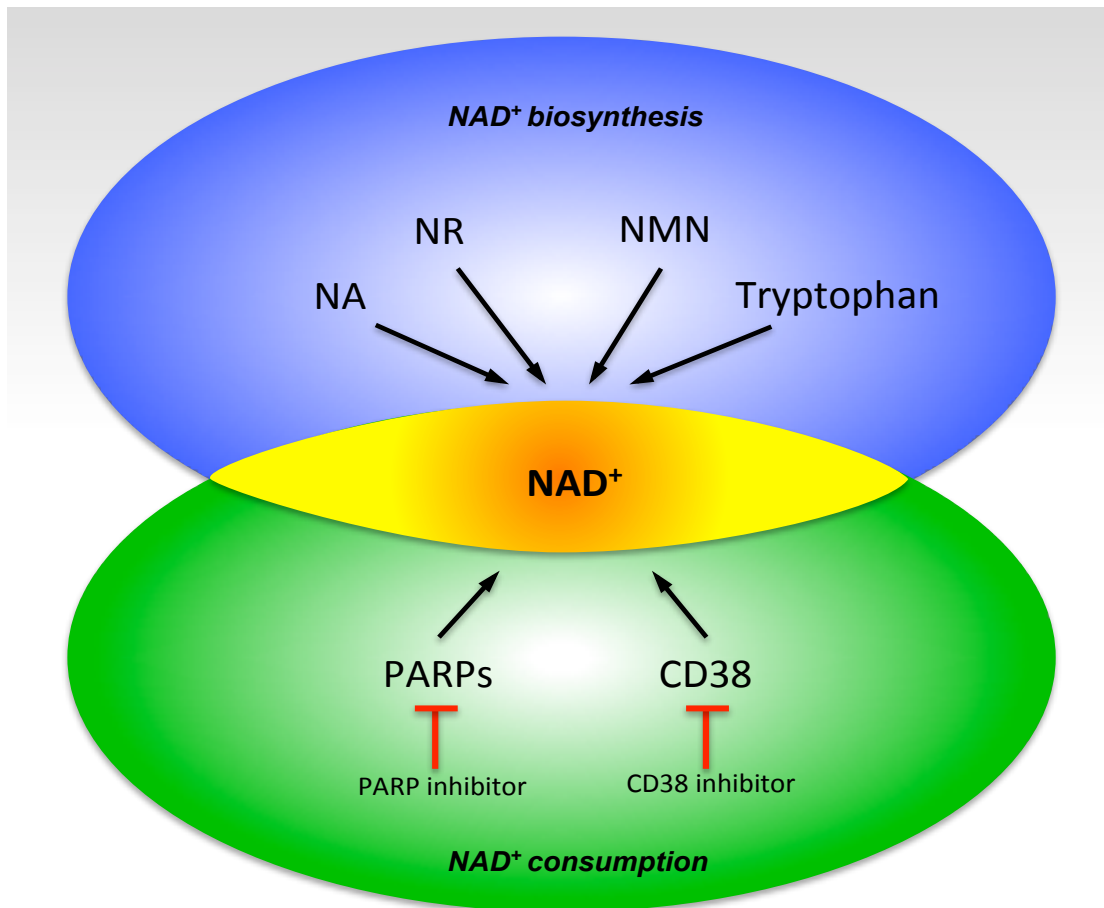 NAD⁺ biosynthesis
NR
NMN
NA
Tryptophan
NAD⁺
PARPs
CD38
PARP inhibitor
CD38 inhibitor
NAD⁺ consumption